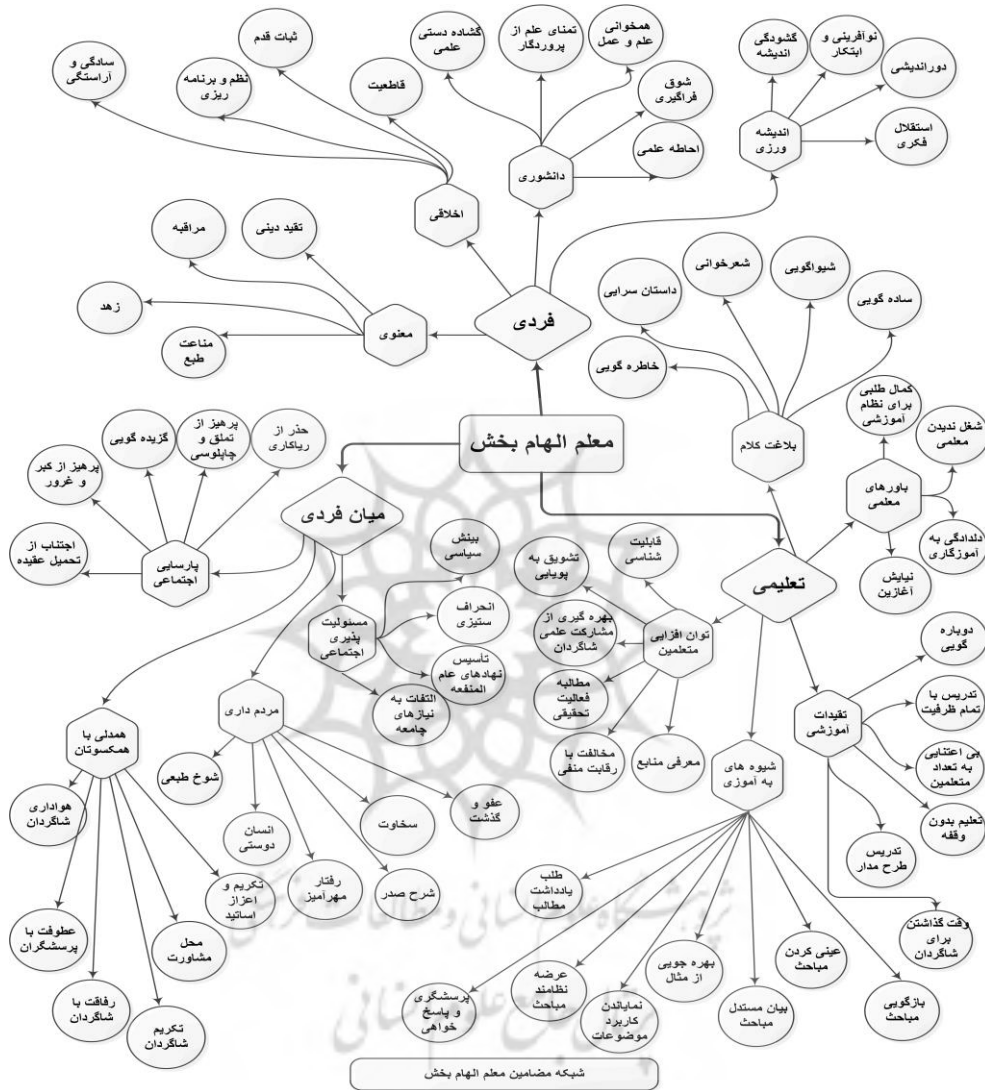 ثبات قدم
گشاده دستی
علمی
تمنای علم از
پروردگار
همخوانی
علم و عمل
گشودگی
اندیشه
نوآفرینی و
ابتکار
سادگی و
آراستگی
نظم و برنامه
ریزی
قاطعیت
شوق
فراگیری
دوراندیشی
اندیشه
ورزی
استقلال
فکری
احاطه علمی
دانشوری
اخلاقی
مراقبه
تقید دینی
شعرخوانی
شیواگویی
داستان سرایی
ساده گویی
زهد
معنوی
فردی
مناعت
طبع
خاطره گویی
کمال طلبی
برای نظام
آموزشی
شغل ندیدن
معلمی
معلم الهام بخش
بلاغت کلام
باورهای
معلمی
حذر از
ریاکاری
پرهیز از
تملق و
چاپلوسی
گزیده گویی
پرهیز از کبر
و غرور
میان فردی
اجتناب از
تحمیل عقیده
پارسایی
اجتماعی
بینش
سیاسی
قابلیت
شناسی
تشویق به
پویایی
تعلیمی
دلدادگی به
آموزگاری
نیایش
آغازین
مسئولیت
پذیری
اجتماعی
انحراف
ستیزی
بهره گیری از
مشارکت علمی
شاگردان
توان افزایی
متعلمین
دوباره
گویی
تأسیس
نهادهای عام
المنفعه
مطالبه
فعالیت
تحقیقی
تدریس با
تمام ظرفیت
مردم داری
التفات به
نیازهای
جامعه
تقیدات
آموزشی
همدلی با
همکسوتان
مخالفت با
رقابت منفی
معرفی منابع
شیوه های
به آموزی
بی اعتنایی
به تعداد
متعلمین
شوخ طبعی
هواداری
شاگردان
سخاوت
عفو و
گذشت
تعلیم بدون
وقفه
انسان
دوستی
تدریس
طرح مدار
تکریم و
اعزاز
اساتید
رفتار
مهرآمیز
شرح صدر
طلب
یادداشت
مطالب
وقت گذاشتن
برای
شاگردان
عطوفت با
پرسشگران
محل
مشاورت
عینی کردن
مباحث
بهره جویی
از مثال
عرضه
نظامند
مباحث
رفاقت با
شاگردان
تکریم
شاگردان
پرسشگری
و پاسخ
خواهی
نمایاندن
کاربرد
موضوعات
بیان مستدل
مباحث
بازگویی
مباحث
پژوهشگاه علوم انسانی و مطالعات فرهنگی
پرتال جامع علوم انسانی
شبکه مضامین معلم الهام بخش